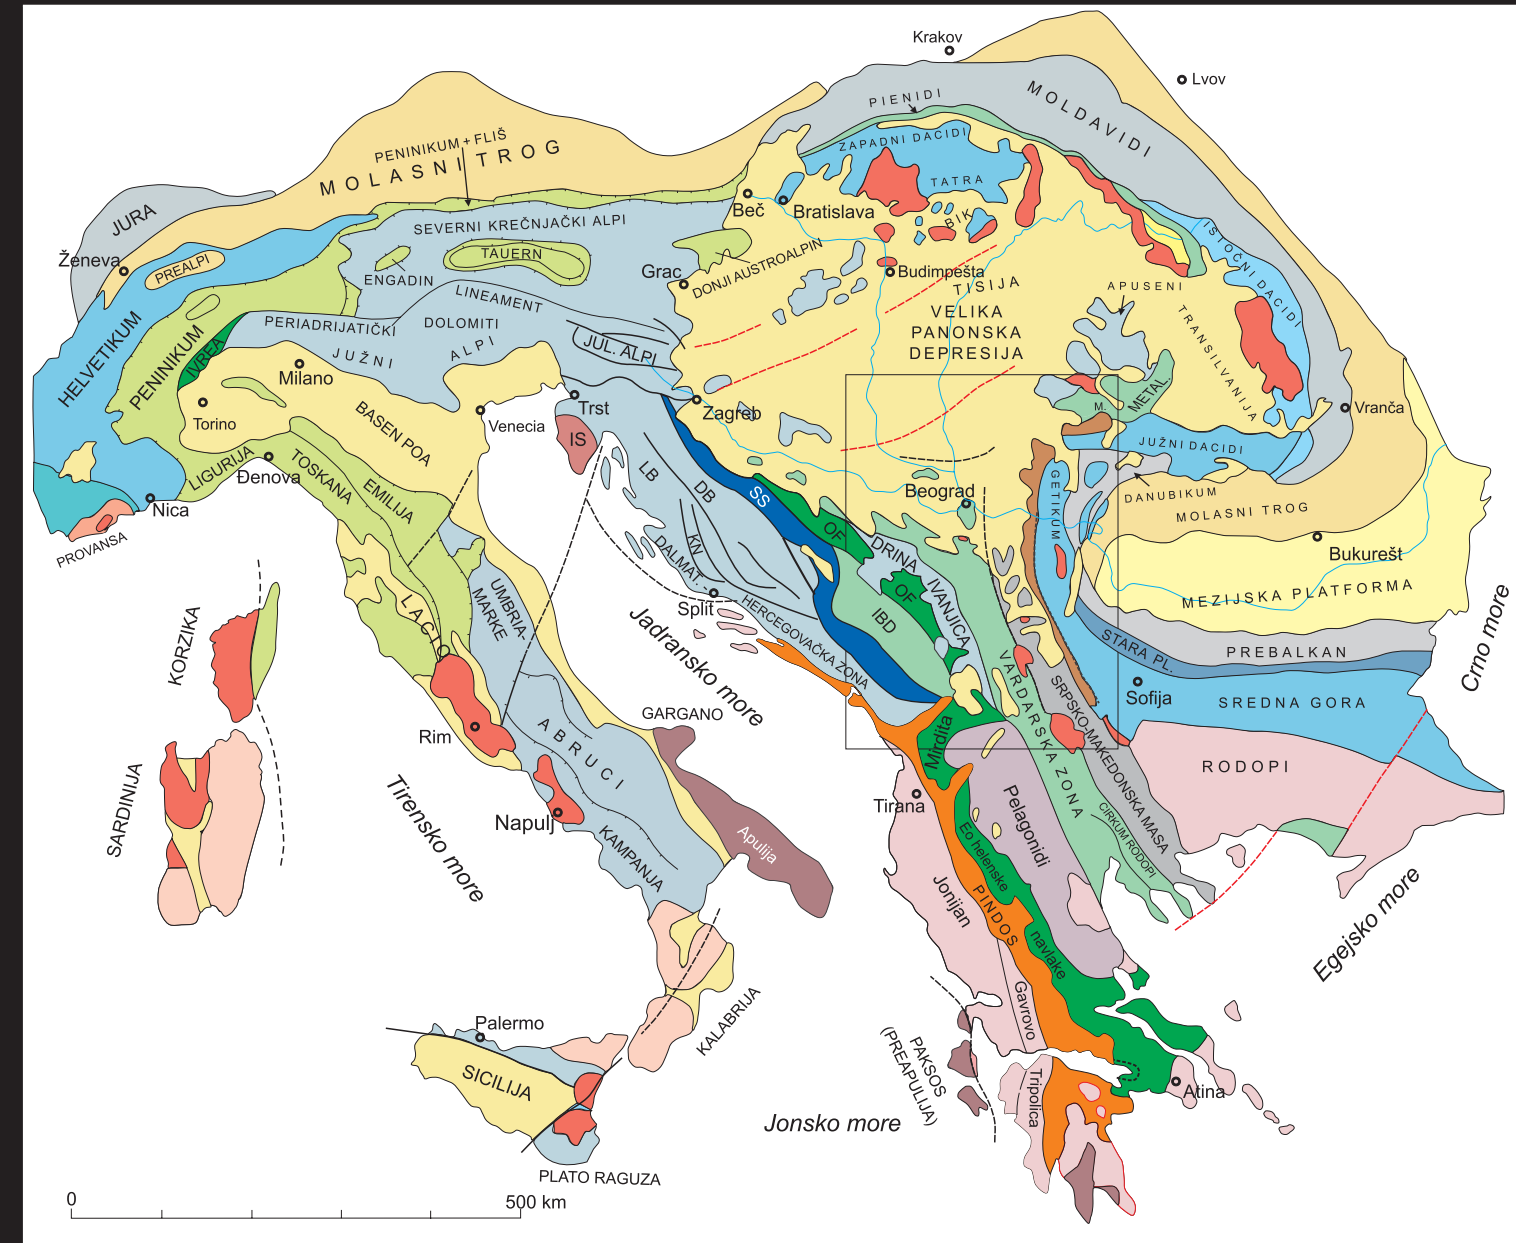 Krakov
Lvov
PIENIDI
MOLDAVIDI
PENINIKUM + FLIŠ
MOLASNI TROG
ZAPADNI DACIDI
TATRA
JURA
Beč
Bratislava
BIK
SEVERNI KREČNJAČKI ALPI
ISTOČNI DACIDI
Ženeva
PREALPI
TAUERN
ENGADIN
Grac
DONJI AUSTROALPIN
Budimpešta
TISIJA
APUSENI
LINEAMENT
PERIADRIJATIČKI
DOLOMITI
JUŽNI
ALPI
JUL. ALPI
VELIKA
PANONSKA
DEPRESIJA
TRANSILVANIJA
HELVETIKUM
PENINIKUM
IVREA
Milano
Torino
BASEN POA
Venecia
Trst
IS
Zagreb
M.
METAL.
Vranča
JUŽNI DACIDI
LIGURIJA
Đenova
TOSKANA
EMILIJA
LB
DB
SS
KN
DALMAT.
OF
Beograd
GETIKUM
DANUBIKUM
MOLASNI TROG
Nica
PROVANSA
Bukurešt
MEZIJSKA PLATFORMA
DRINA
IVANJICA
OF
IBD
Split
HERCEGOVAČKA ZONA
UMBRIA-
MARKE
LACIO
KORZIKA
Jadransko more
Crno more
STARA PL.
PREBALKAN
Sofija
SREDNA GORA
VARDARSKA ZONA
SRPSKO-MAKEDONSKA MASA
Rim
GARGANO
ABRUCI
Mirdita
RODOPI
SARDINIJA
Tirensko more
Napulj
KAMPANJA
Apulija
Tirana
Pelagonidi
CIRKUM RODOPI
Eo helenske
navlake
Jonijan
PINDOS
Gavrovo
Egejsko more
KALABRIJA
Palermo
SICILIJA
PLATO RAGUZA
PAKSOS
(PREAPULIJA)
Tripolica
Atina
Jonsko more
0
500 km